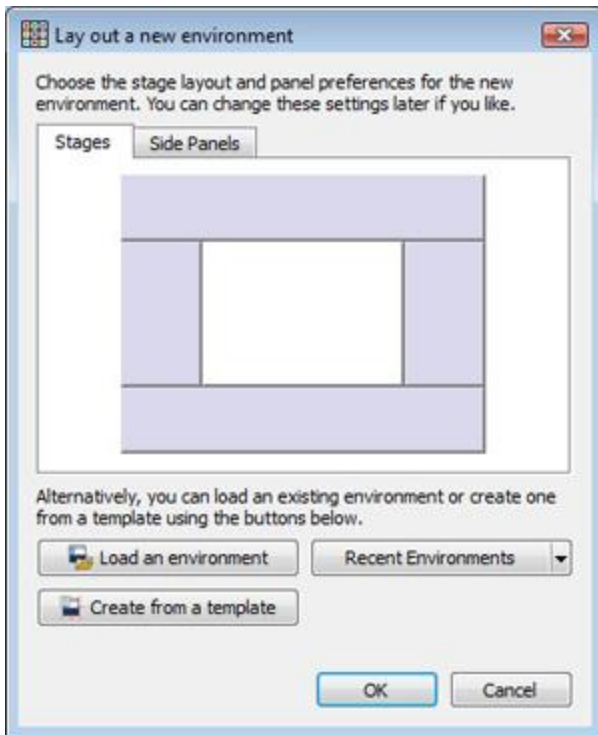 Lay out a new environment
Choose the stage layout and panel preferences for the new
environment. You can change these settings later if you like.
Stages Side Panels
Alternatively, you can load an existing environment or create one
from a template using the buttons below.
Load an environment Recent Environments
Create from a template
OK Cancel